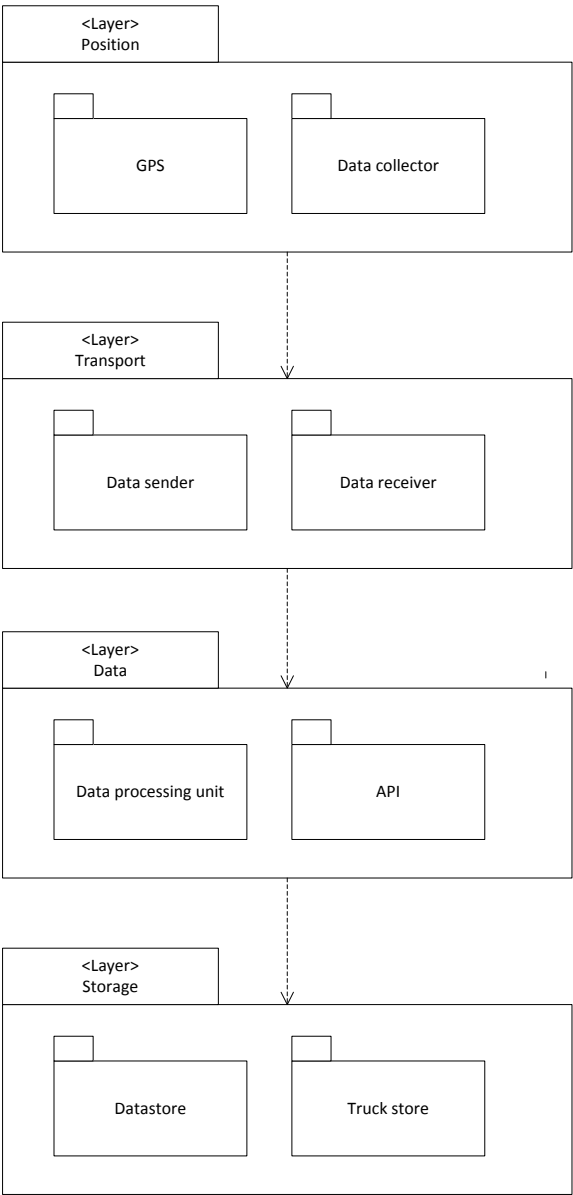 <Layer>
Position
GPS
Data collector
<Layer>
Transport
Data sender
Data receiver
<Layer>
Data
Data processing unit
API
<Layer>
Storage
Datastore
Truck store